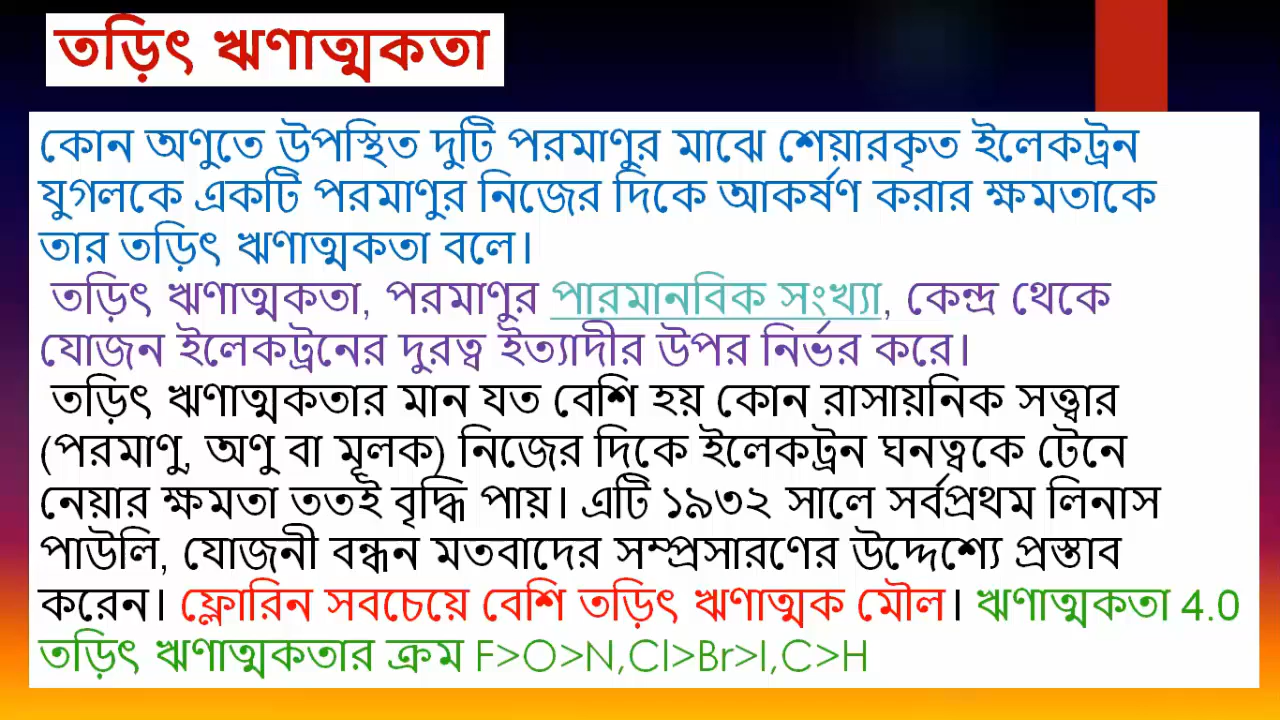 তড়িৎ ঋণাত্মকতা
কোন অণুতে উপস্থিত দুটি পরমাণুর মাঝে শেয়ারকৃত ইলেকট্রন
যুগলকে একটি পরমাণুর নিজের দিকে আকর্ষণ করার ক্ষমতাকে
তার তড়িৎ ঋণাত্মকতা বলে।
তড়িৎ ঋণাত্মকতা, পরমাণুর পারমানবিক সংখ্যা, কেন্দ্র থেকে
যোজন ইলেকট্রনের দুরত্ব ইত্যাদীর উপর নির্ভর করে।
তড়িৎ ঋণাত্মকতার মান যত বেশি হয় কোন রাসায়নিক সত্ত্বার
(পরমাণু, অণু বা মূলক) নিজের দিকে ইলেকট্রন ঘনত্বকে টেনে
নেয়ার ক্ষমতা ততই বৃদ্ধি পায়। এটি ১৯৩২ সালে সর্বপ্রথম লিনাস
পাউলি, যোজনী বন্ধন মতবাদের সম্প্রসারণের উদ্দেশ্যে প্রস্তাব
করেন। ফ্লোরিন সবচেয়ে বেশি তড়িৎ ঋণাত্মক মৌল। ঋণাত্মকতা 4.0
তড়িৎ ঋণাত্মকতার ক্রম F>O>N,Cl>Br>I,C>H